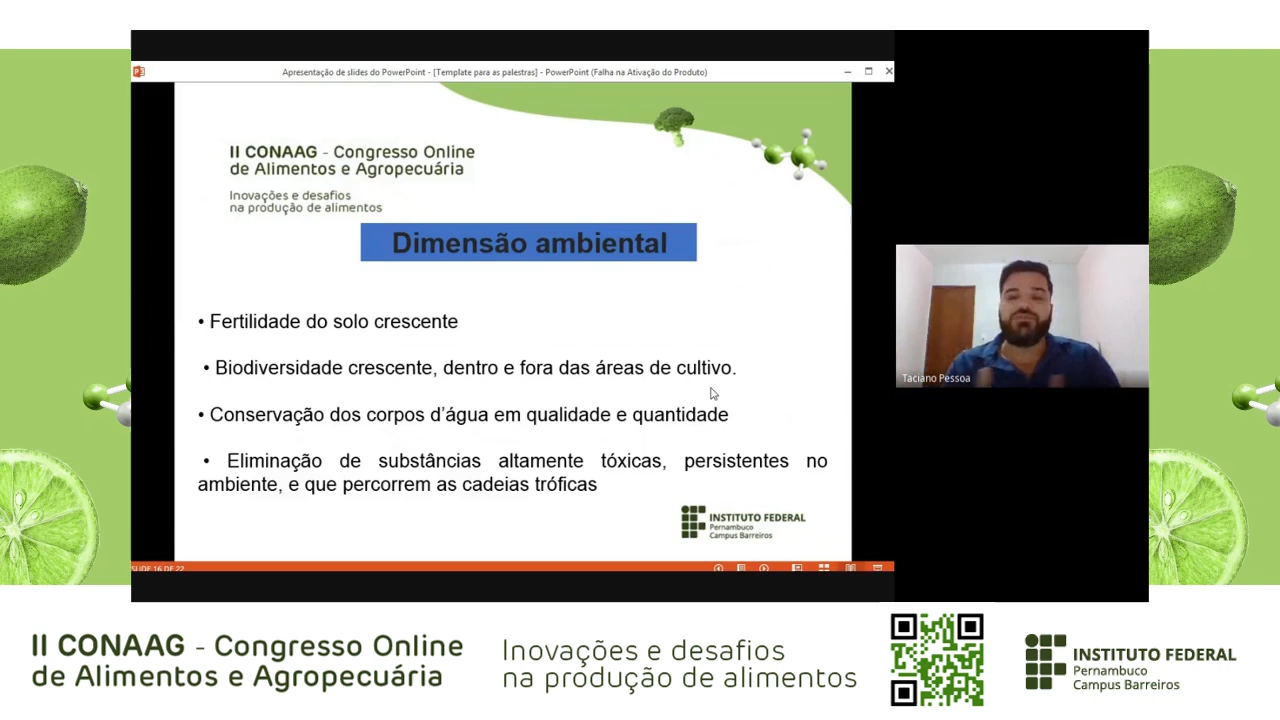 Apresentação de slides do PowerPoint - [Template para as palestras] - PowerPoint (Falha na Ativação do Produto)
II CONAAG - Congresso Online
de Alimentos e Agropecuária
Inovações e desafios
na produção de alimentos
Dimensão ambiental
• Fertilidade do solo crescente
• Biodiversidade crescente, dentro e fora das áreas de cultivo.
• Conservação dos corpos d’água em qualidade e quantidade
• Eliminação de substâncias altamente tóxicas, persistentes no
ambiente, e que percorrem as cadeias tróficas
INSTITUTO FEDERAL
Pernambuco
Campus Barreiros
SLIDE 16 DE 22
Taciano Pessoa
II CONAAG - Congresso Online
de Alimentos e Agropecuária
Inovações e desafios
na produção de alimentos
INSTITUTO FEDERAL
Pernambuco
Campus Barreiros